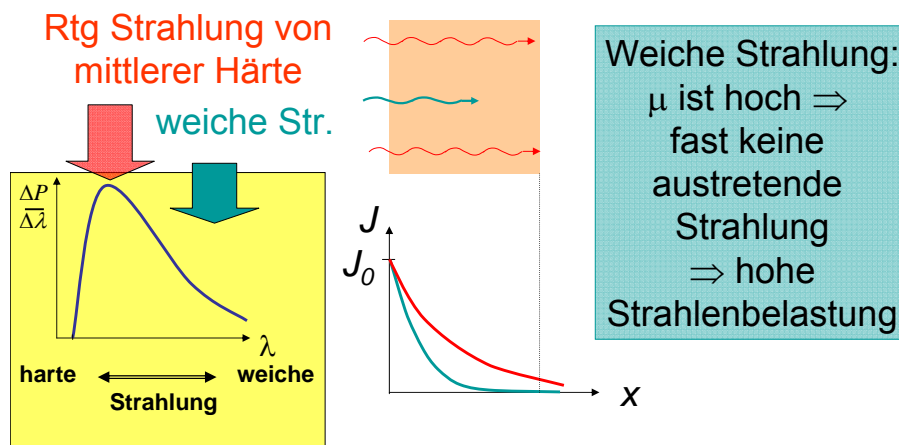 Rtg Strahlung von
mittlerer Härte
weiche Str.
ΔP
Δλ
λ
harte
weiche
Strahlung
J
J₀
x
Weiche Strahlung:
μ ist hoch ⇒
fast keine
austretende
Strahlung
⇒ hohe
Strahlenbelastung